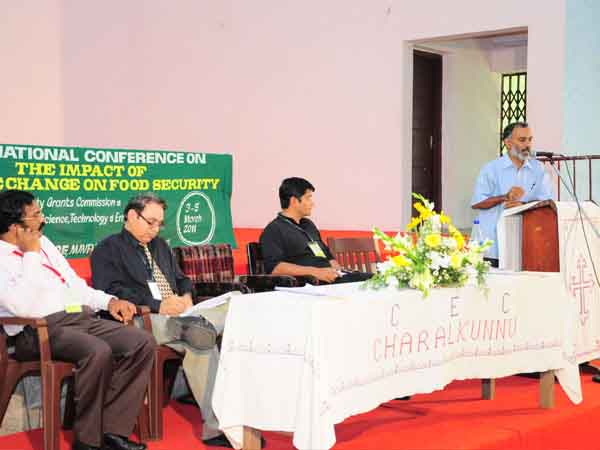 NATIONAL CONFERENCE ON
THE IMPACT OF
CHANGE ON FOOD SECURITY
Grants Commission
Science, Technology &
3-5
March
2011
C E C
CHARALKUNNU